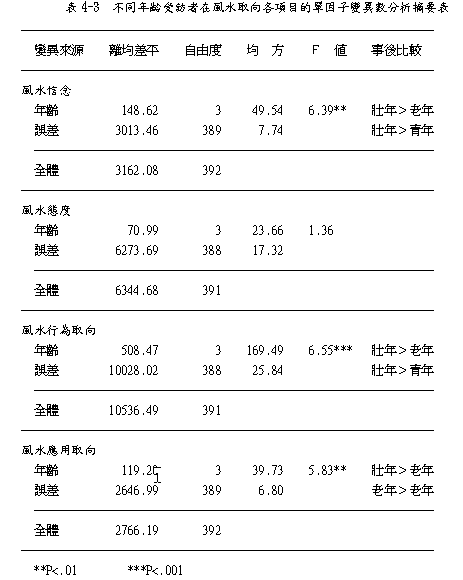 表 4-3 不同年齡受訪者在風水取向各項目的單因子變異數分析摘要表
變異來源 離均差平 自由度 均 方 F 值 事後比較
風水信念
年齡 148.62 3 49.54 6.39** 壯年>老年
誤差 3013.46 389 7.74 壯年>青年
全體 3162.08 392
風水態度
年齡 70.99 3 23.66 1.36
誤差 6273.69 388 17.32
全體 6344.68 391
風水行為取向
年齡 508.47 3 169.49 6.55*** 壯年>老年
誤差 10028.02 388 25.84 壯年>青年
全體 10536.49 391
風水應用取向
年齡 119.20 3 39.73 5.83** 壯年>老年
誤差 2646.99 389 6.80 老年>老年
全體 2766.19 392
**P<.01 ***P<.001